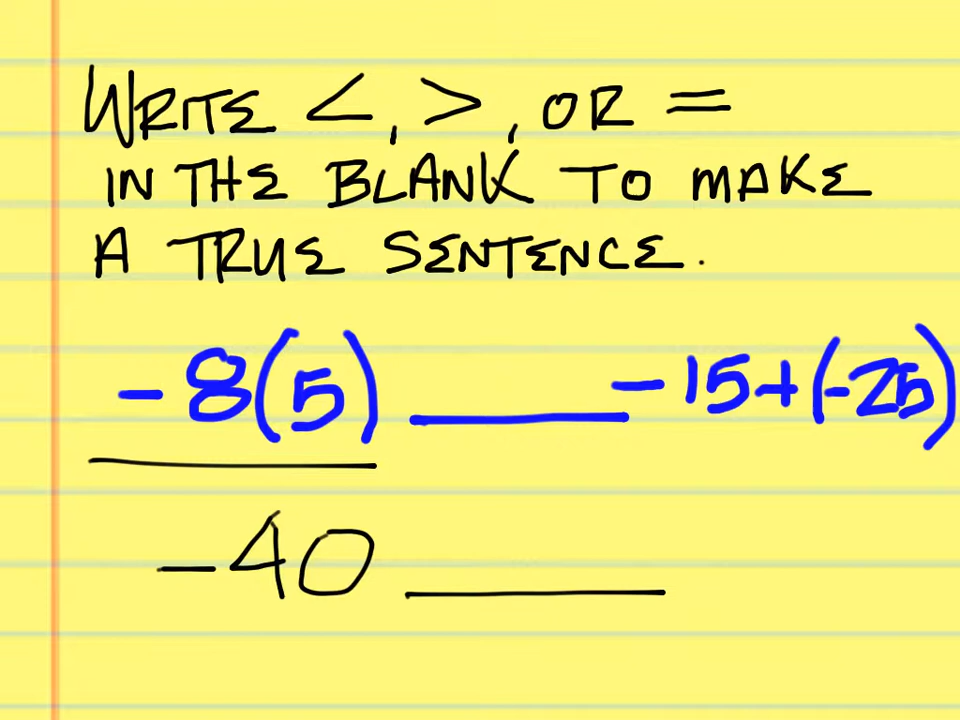 WRITE <, >, OR =
IN THE BLANK TO MAKE
A TRUE SENTENCE.
-8(5) ____ -15+(-25)
-40 ____